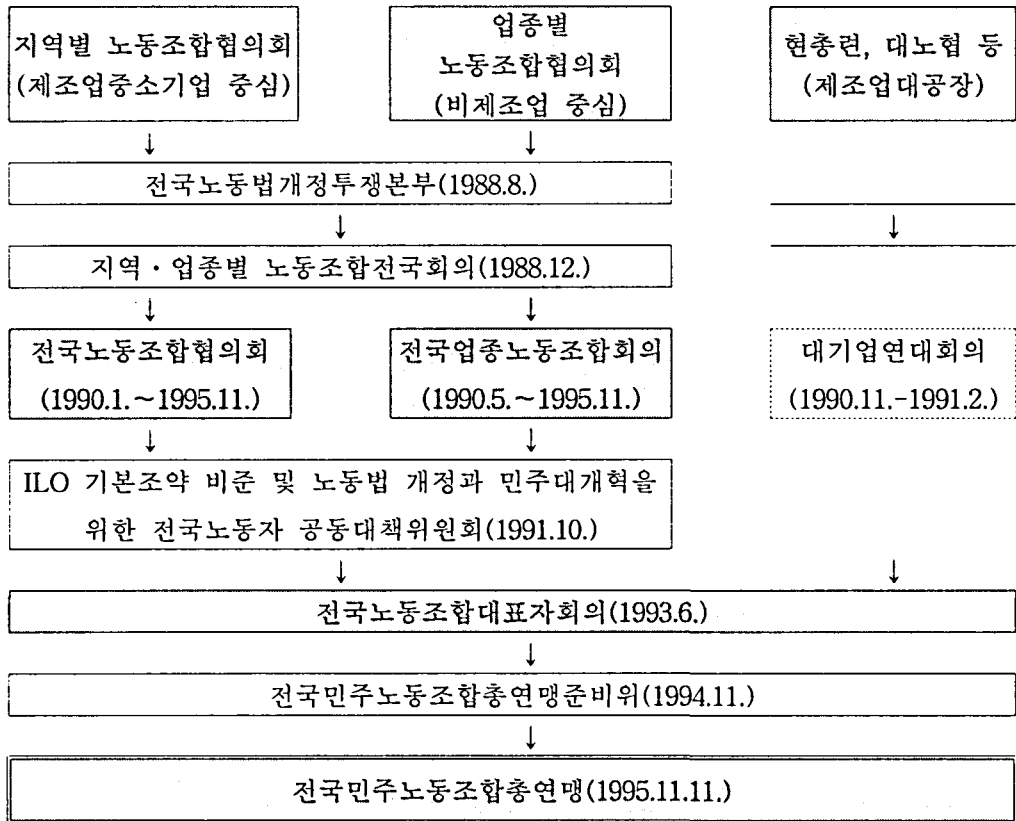 지역별 노동조합협의회
(제조업중소기업 중심)
업종별
노동조합협의회
(비제조업 중심)
현총련, 대노협 등
(제조업대공장)
↓
↓
전국노동법개정투쟁본부(1988.8.)
↓
↓
지역·업종별 노동조합전국회의(1988.12.)
↓
↓
전국노동조합협의회
(1990.1.~1995.11.)
전국업종노동조합회의
(1990.5.~1995.11.)
대기업연대회의
(1990.11.-1991.2.)
↓
↓
ILO 기본조약 비준 및 노동법 개정과 민주대개혁을
위한 전국노동자 공동대책위원회(1991.10.)
↓
↓
전국노동조합대표자회의(1993.6.)
↓
전국민주노동조합총연맹준비위(1994.11.)
↓
전국민주노동조합총연맹(1995.11.11.)